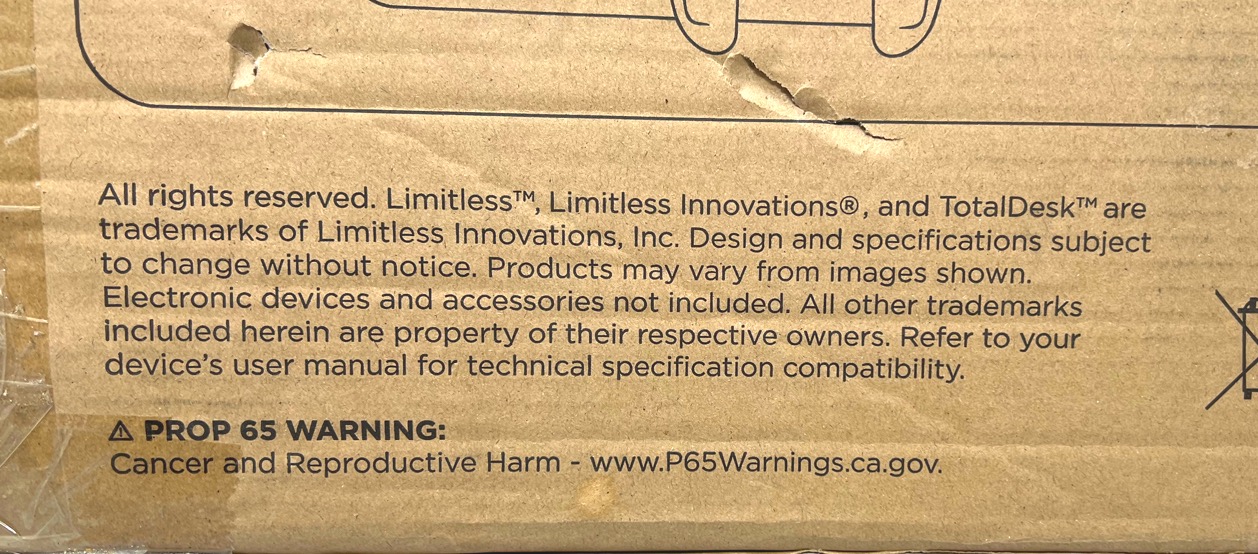 All rights reserved. Limitless™, Limitless Innovations®, and TotalDesk™ are
trademarks of Limitless Innovations, Inc. Design and specifications subject
to change without notice. Products may vary from images shown.
Electronic devices and accessories not included. All other trademarks
included herein are property of their respective owners. Refer to your
device’s user manual for technical specification compatibility.
⚠ PROP 65 WARNING:
Cancer and Reproductive Harm - www.P65Warnings.ca.gov.